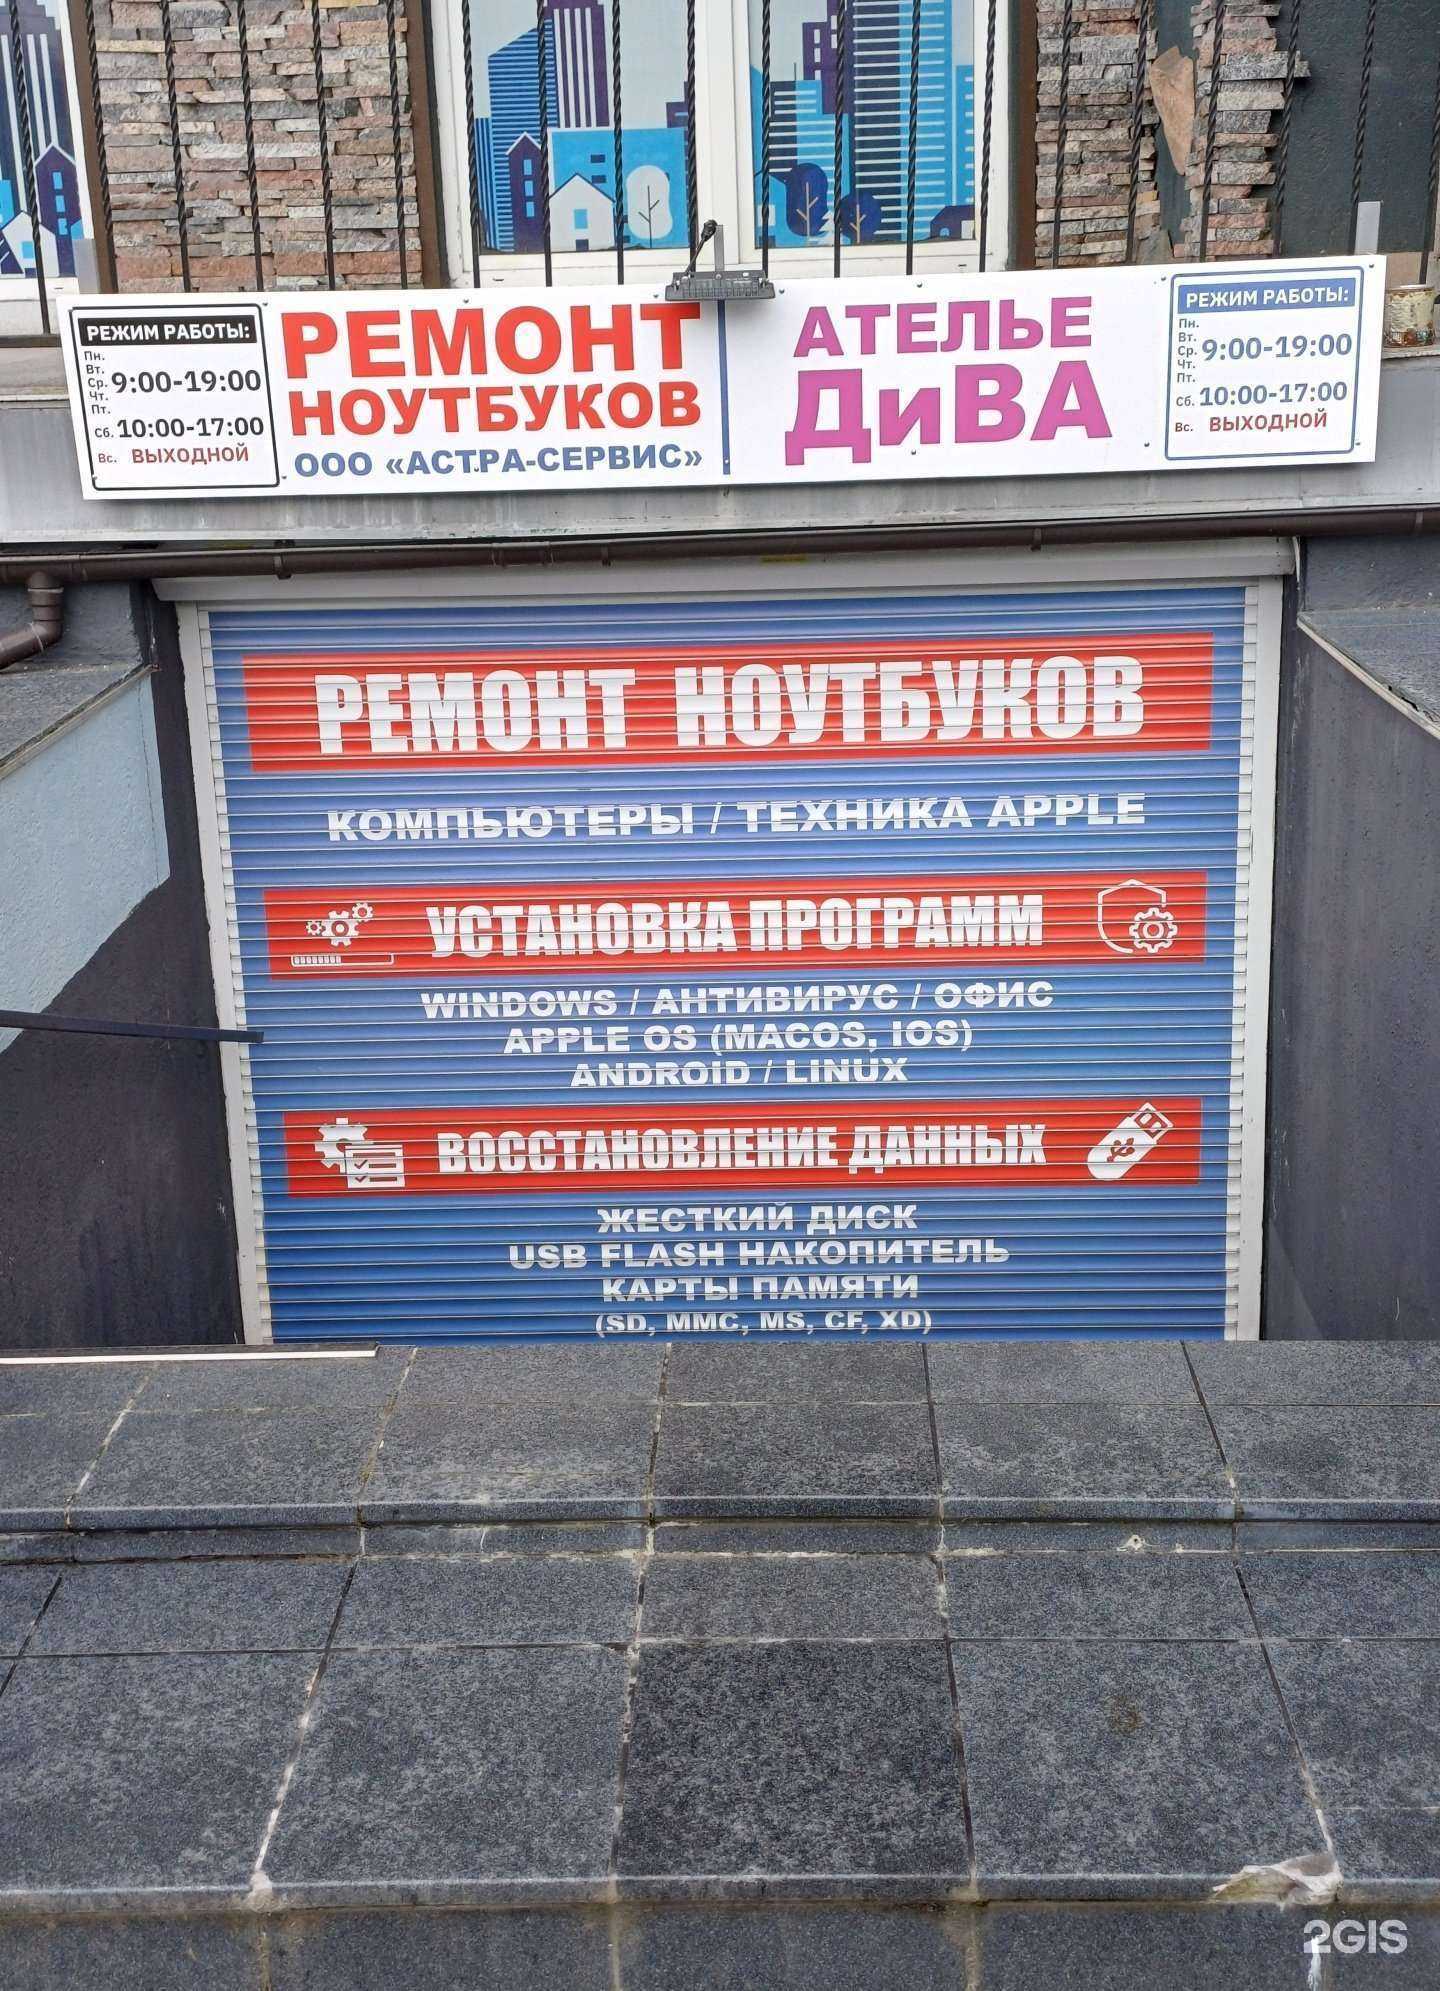 РЕЖИМ РАБОТЫ:
Пн.
Вт.
Ср.
Чт.
Пт.
9:00-19:00
Сб. 10:00-17:00
Вс. ВЫХОДНОЙ
РЕМОНТ
НОУТБУКОВ
ООО «АСТРА-СЕРВИС»
АТЕЛЬЕ
ДиВА
РЕЖИМ РАБОТЫ:
Пн.
Вт.
Ср.
Чт.
Пт.
9:00-19:00
Сб. 10:00-17:00
Вс. ВЫХОДНОЙ
РЕМОНТ НОУТБУКОВ
КОМПЬЮТЕРЫ / ТЕХНИКА APPLE
УСТАНОВКА ПРОГРАММ
WINDOWS / АНТИВИРУС / ОФИС
APPLE OS (MACOS, IOS)
ANDROID / LINUX
ВОССТАНОВЛЕНИЕ ДАННЫХ
ЖЕСТКИЙ ДИСК
USB FLASH НАКОПИТЕЛЬ
КАРТЫ ПАМЯТИ
(SD, MMC, MS, CF, XD)
2GIS